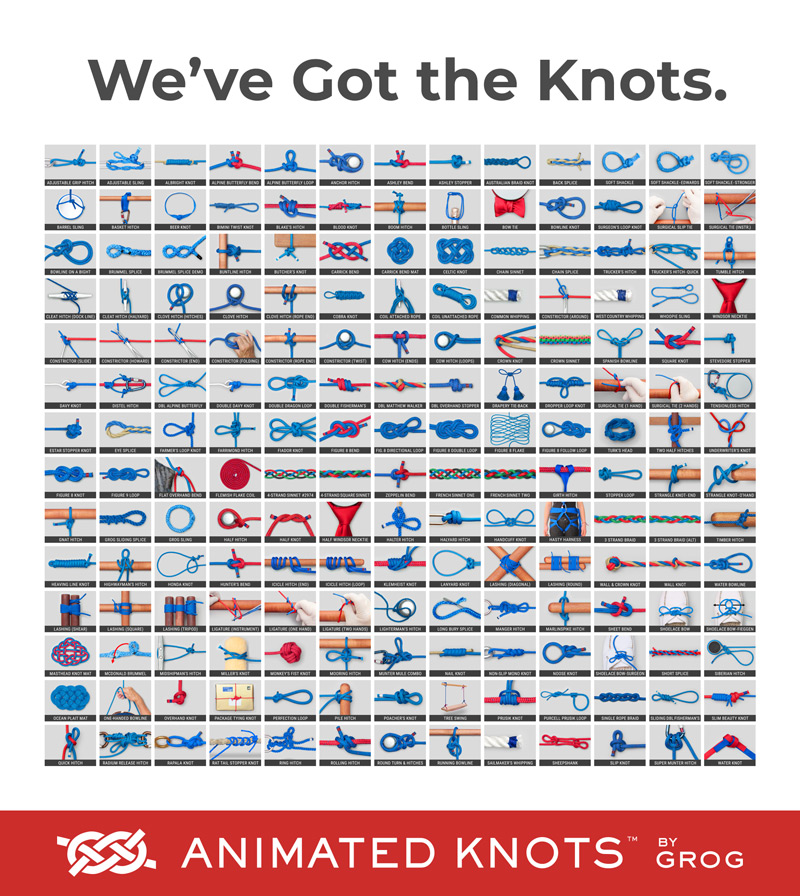 We've Got the Knots.
ADJUSTABLE GRIP HITCH
ADJUSTABLE SLING
ALBRIGHT KNOT
ALPINE BUTTERFLY BEND
ALPINE BUTTERFLY LOOP
ANCHOR HITCH
ASHLEY BEND
ASHLEY STOPPER
AUSTRALIAN BRAID KNOT
BACK SPLICE
SOFT SHACKLE
SOFT SHACKLE-EDWARDS
SOFT SHACKLE-STRONGER
BARREL SLING
BASKET HITCH
BEER KNOT
BIMINI TWIST KNOT
BLAKE'S HITCH
BLOOD KNOT
BOOM HITCH
BOTTLE SLING
BOW TIE
BOWLINE KNOT
SURGEON'S LOOP KNOT
SURGICAL SLIP TIE
SURGICAL TIE (INSTR.)
BOWLINE ON A BIGHT
BRUMMEL SPLICE
BRUMMEL SPLICE DEMO
BUNTLINE HITCH
BUTCHER'S KNOT
CARRICK BEND
CARRICK BEND MAT
CELTIC KNOT
CHAIN SINNET
CHAIN SPLICE
TRUCKER'S HITCH
TRUCKER'S HITCH -QUICK
TUMBLE HITCH
CLEAT HITCH (DOCK LINE)
CLEAT HITCH (HALYARD)
CLOVE HITCH (HITCHES)
CLOVE HITCH
CLOVE HITCH (ROPE END)
COBRA KNOT
COIL ATTACHED ROPE
COIL UNATTACHED ROPE
COMMON WHIPPING
CONSTRICTOR (AROUND)
WEST COUNTRY WHIPPING
WHOOPIE SLING
WINDSOR NECKTIE
CONSTRICTOR (SLIDE)
CONSTRICTOR (HOWARD)
CONSTRICTOR (END)
CONSTRICTOR (FOLDING)
CONSTRICTOR (ROPE END)
CONSTRICTOR (TWIST)
COW HITCH (ENDS)
COW HITCH (LOOPS)
CROWN KNOT
CROWN SINNET
SPANISH BOWLINE
SQUARE KNOT
STEVEDORE STOPPER
DAVY KNOT
DISTEL HITCH
DBL ALPINE BUTTERFLY
DOUBLE DAVY KNOT
DOUBLE DRAGON LOOP
DOUBLE FISHERMAN'S
DBL MATTHEW WALKER
DBL OVERHAND STOPPER
DRAPERY TIE-BACK
DROPPER LOOP KNOT
SURGICAL TIE (1 HAND)
SURGICAL TIE (2 HANDS)
TENSIONLESS HITCH
ESTAR STOPPER KNOT
EYE SPLICE
FARMER'S LOOP KNOT
FARRIMOND HITCH
FIADOR KNOT
FIGURE 8 BEND
FIG 8 DIRECTIONAL LOOP
FIGURE 8 DOUBLE LOOP
FIGURE 8 FLAKE
FIGURE 8 FOLLOW LOOP
TURK'S HEAD
TWO HALF HITCHES
UNDERWRITER'S KNOT
FIGURE 8 KNOT
FIGURE 9 LOOP
FLAT OVERHAND BEND
FLEMISH FLAKE COIL
4-STRAND SINNET #2974
4-STRAND SQUARE SINNET
ZEPPELIN BEND
FRENCH SINNET ONE
FRENCH SINNET TWO
GIRTH HITCH
STOPPER LOOP
STRANGLE KNOT- END
STRANGLE KNOT -O'HAND
GNAT HITCH
GROG SLIDING SPLICE
GROG SLING
HALF HITCH
HALF KNOT
HALF WINDSOR NECKTIE
HALTER HITCH
HALYARD HITCH
HANDCUFF KNOT
HASTY HARNESS
3 STRAND BRAID
3 STRAND BRAID (ALT)
TIMBER HITCH
HEAVING LINE KNOT
HIGHWAYMAN'S HITCH
HONDA KNOT
HUNTER'S BEND
ICICLE HITCH (END)
ICICLE HITCH (LOOP)
KLEMHEIST KNOT
LANYARD KNOT
LASHING (DIAGONAL)
LASHING (ROUND)
WALL & CROWN KNOT
WALL KNOT
WATER BOWLINE
LASHING (SHEAR)
LASHING (SQUARE)
LASHING (TRIPOD)
LIGATURE (INSTRUMENT)
LIGATURE (ONE HAND)
LIGATURE (TWO HANDS)
LIGHTERMAN'S HITCH
LONG BURY SPLICE
MANGER HITCH
MARLINSPIKE HITCH
SHEET BEND
SHOELACE BOW
SHOELACE BOW-FIEGGEN
MASTHEAD KNOT MAT
MCDONALD BRUMMEL
MIDSHIPMAN'S HITCH
MILLER'S KNOT
MONKEY'S FIST KNOT
MOORING HITCH
MUNTER MULE COMBO
NAIL KNOT
NON SLIP MONO KNOT
NOOSE KNOT
SHOELACE BOW-SURGEON
SHORT SPLICE
SIBERIAN HITCH
OCEAN PLAIT MAT
ONE-HANDED BOWLINE
OVERHAND KNOT
PACKAGE TYING KNOT
PERFECTION LOOP
PILE HITCH
POACHER'S KNOT
TREE SWING
PRUSIK KNOT
PURCELL PRUSIK LOOP
SINGLE ROPE BRAID
SLIDING DBL FISHERMAN'S
SLIM BEAUTY KNOT
QUICK HITCH
RADIUM RELEASE HITCH
RAPALA KNOT
RAT TAIL STOPPER KNOT
RING HITCH
ROLLING HITCH
ROUND TURN & HITCHES
RUNNING BOWLINE
SAILMAKER'S WHIPPING
SHEEPSHANK
SLIP KNOT
SUPER MUNTER HITCH
WATER KNOT
ANIMATED KNOTS™ BY GROG